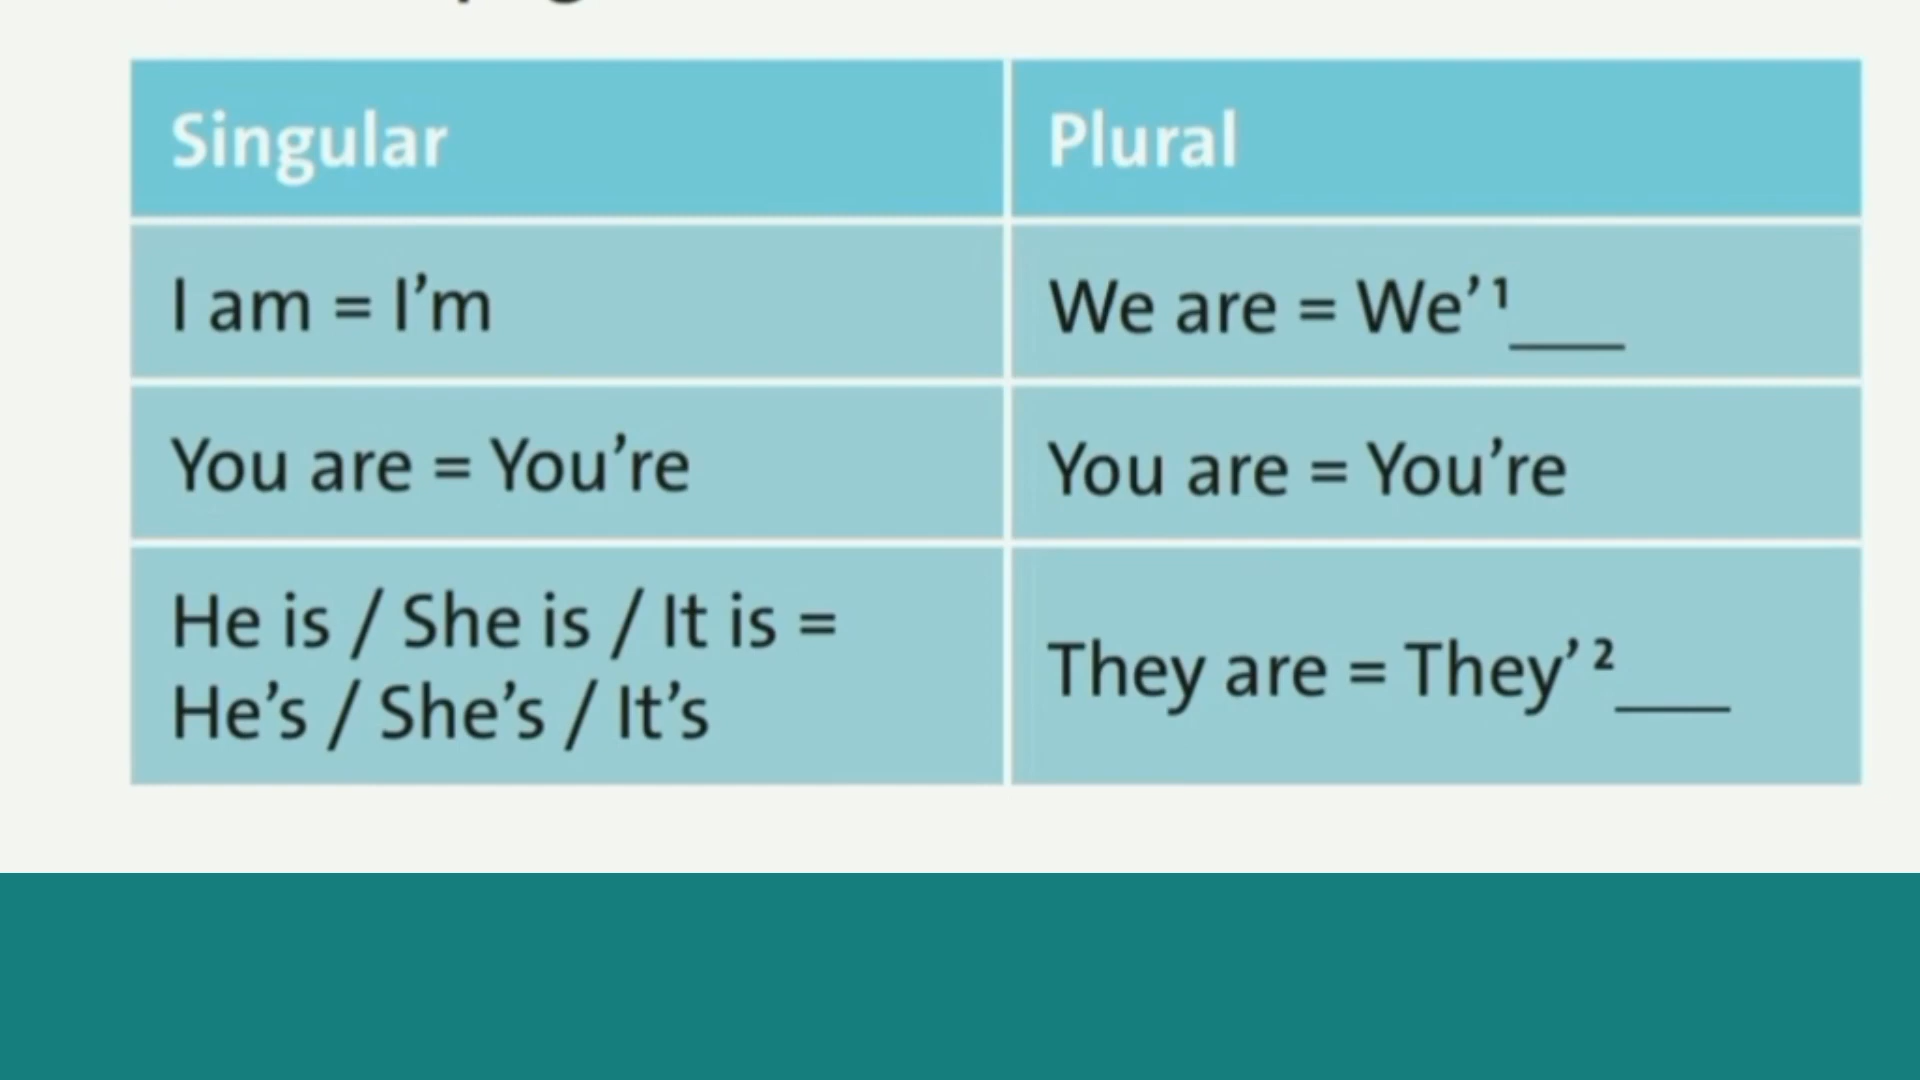 Singular
Plural
I am = I’m
We are = We’ ¹___
You are = You’re
You are = You’re
He is / She is / It is =
He’s / She’s / It’s
They are = They’ ²___